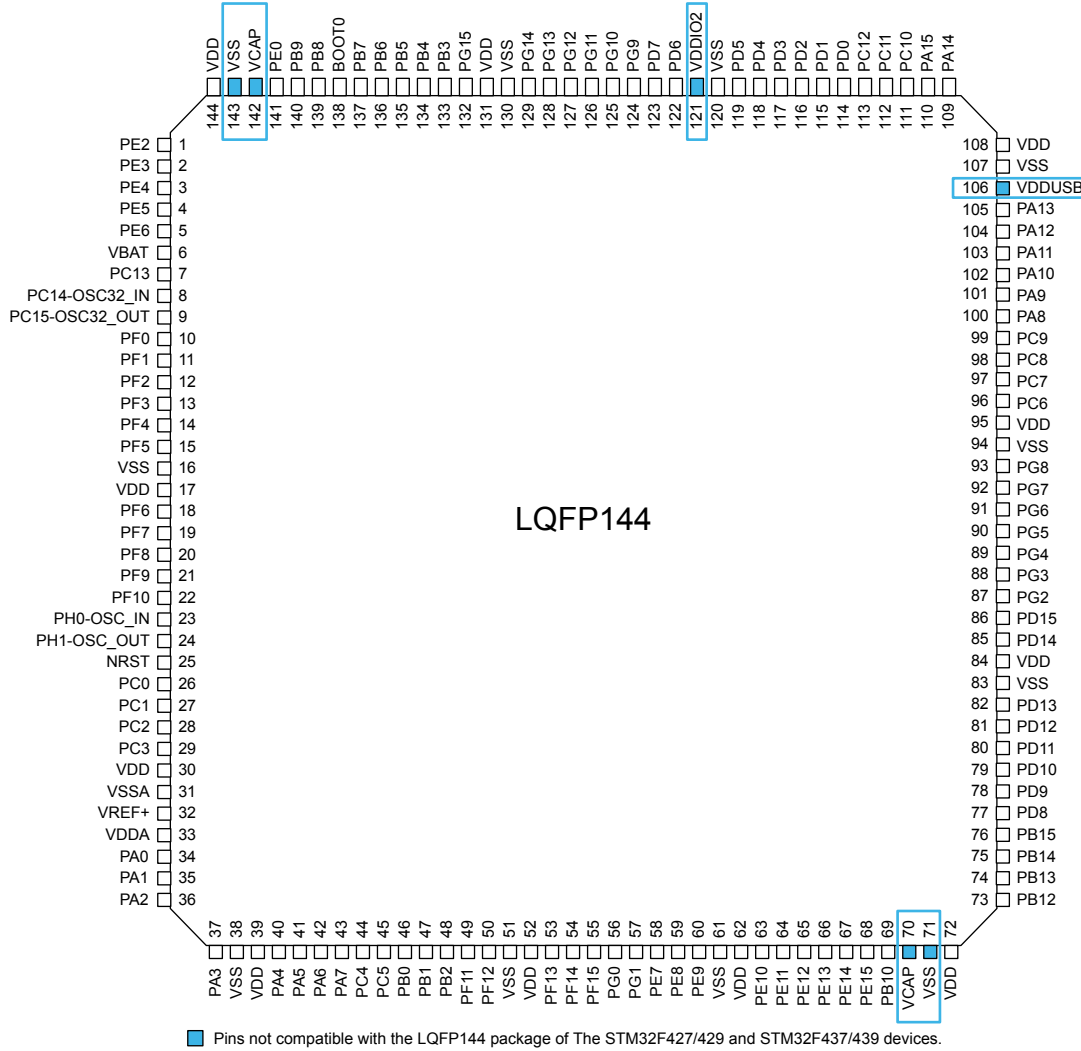 VDD VSS VCAP PE0 PB9 PB8 BOOT0 PB7 PB6 PB5 PB4 PB3 PG15 VDD VSS PG14 PG13 PG12 PG11 PG10 PG9 PD7 PD6 VDDIO2 VSS PD5 PD4 PD3 PD2 PD1 PD0 PC12 PC11 PC10 PA15 PA14
144 143 142 141 140 139 138 137 136 135 134 133 132 131 130 129 128 127 126 125 124 123 122 121 120 119 118 117 116 115 114 113 112 111 110 109
PE2 1 108 VDD
PE3 2 107 VSS
PE4 3 106 VDDUSB
PE5 4 105 PA13
PE6 5 104 PA12
VBAT 6 103 PA11
PC13 7 102 PA10
PC14-OSC32_IN 8 101 PA9
PC15-OSC32_OUT 9 100 PA8
PF0 10 99 PC9
PF1 11 98 PC8
PF2 12 97 PC7
PF3 13 96 PC6
PF4 14 95 VDD
PF5 15 94 VSS
VSS 16 93 PG8
VDD 17 92 PG7
PF6 18 91 PG6
LQFP144
PF7 19 90 PG5
PF8 20 89 PG4
PF9 21 88 PG3
PF10 22 87 PG2
PH0-OSC_IN 23 86 PD15
PH1-OSC_OUT 24 85 PD14
NRST 25 84 VDD
PC0 26 83 VSS
PC1 27 82 PD13
PC2 28 81 PD12
PC3 29 80 PD11
VDD 30 79 PD10
VSSA 31 78 PD9
VREF+ 32 77 PD8
VDDA 33 76 PB15
PA0 34 75 PB14
PA1 35 74 PB13
PA2 36 73 PB12
37 38 39 40 41 42 43 44 45 46 47 48 49 50 51 52 53 54 55 56 57 58 59 60 61 62 63 64 65 66 67 68 69 70 71 72
PA3 VSS VDD PA4 PA5 PA6 PA7 PC4 PC5 PB0 PB1 PB2 PF11 PF12 VSS VDD PF13 PF14 PF15 PG0 PG1 PE7 PE8 PE9 VSS VDD PE10 PE11 PE12 PE13 PE14 PE15 PB10 VCAP VSS VDD
Pins not compatible with the LQFP144 package of The STM32F427/429 and STM32F437/439 devices.